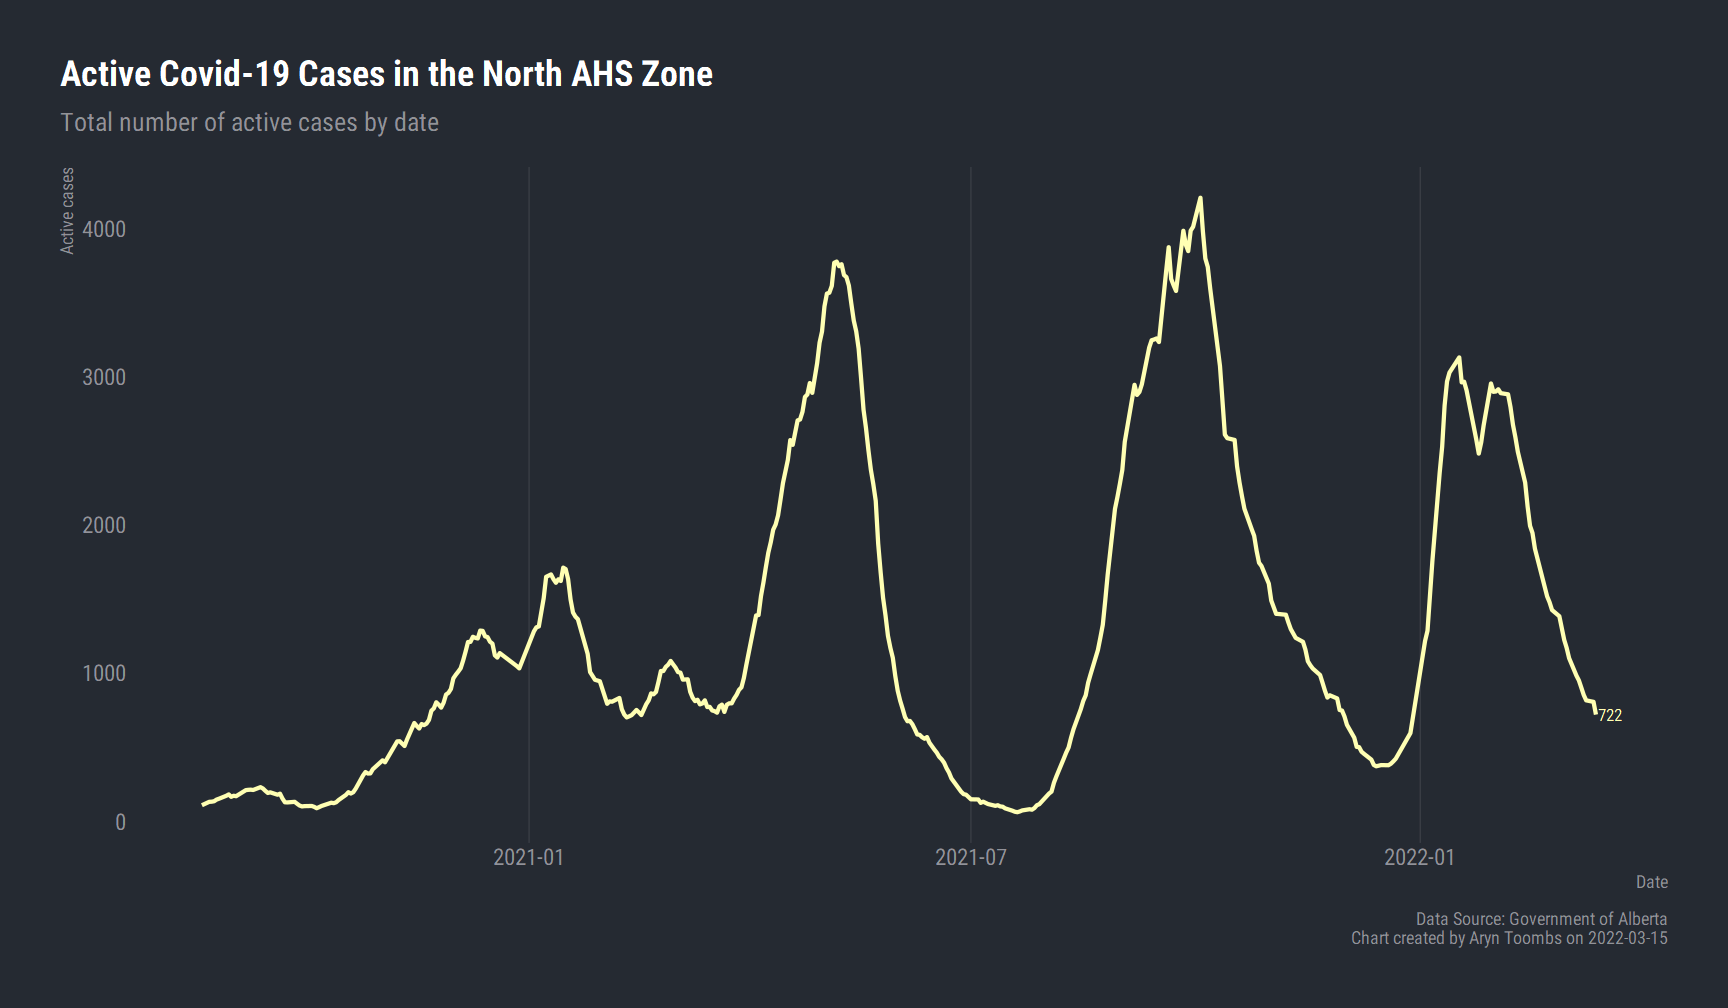 Active Covid-19 Cases in the North AHS Zone
Total number of active cases by date
Active cases
4000
3000
2000
1000
0
722
2021-01
2021-07
2022-01
Date
Data Source: Government of Alberta
Chart created by Aryn Toombs on 2022-03-15